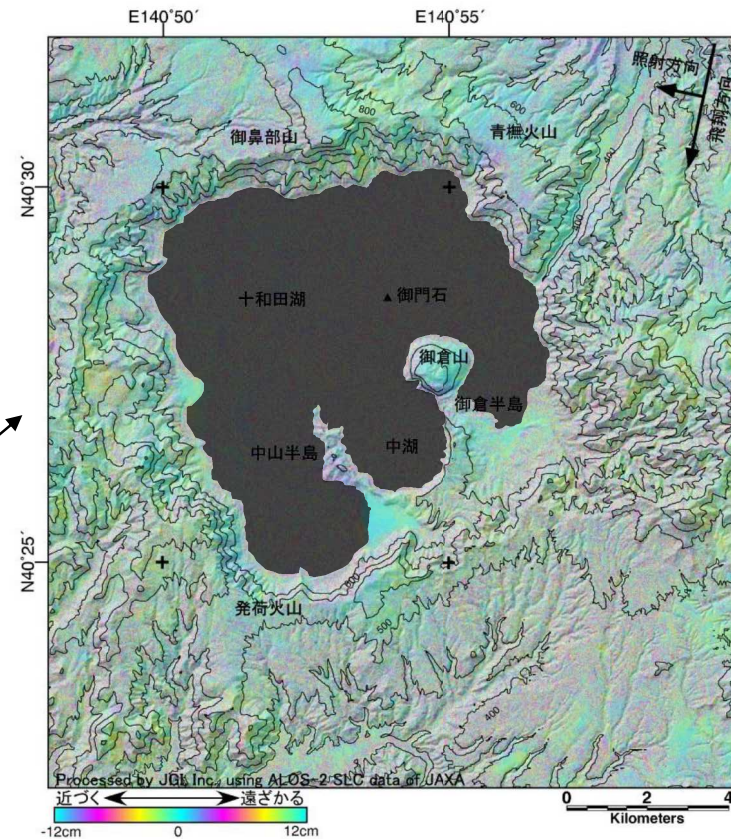 E140°50´
E140°55´
照射方向
飛翔方向
800
600
400
御鼻部山
青橅火山
N40°30´
十和田湖
▲ 御門石
御倉山
御倉半島
中山半島
中湖
N40°25´
発荷火山
600
500
400
Processed by JGI, Inc., using ALOS-2 SLC data of JAXA
近づく
遠ざかる
-12cm
0
12cm
0
2
4
Kilometers